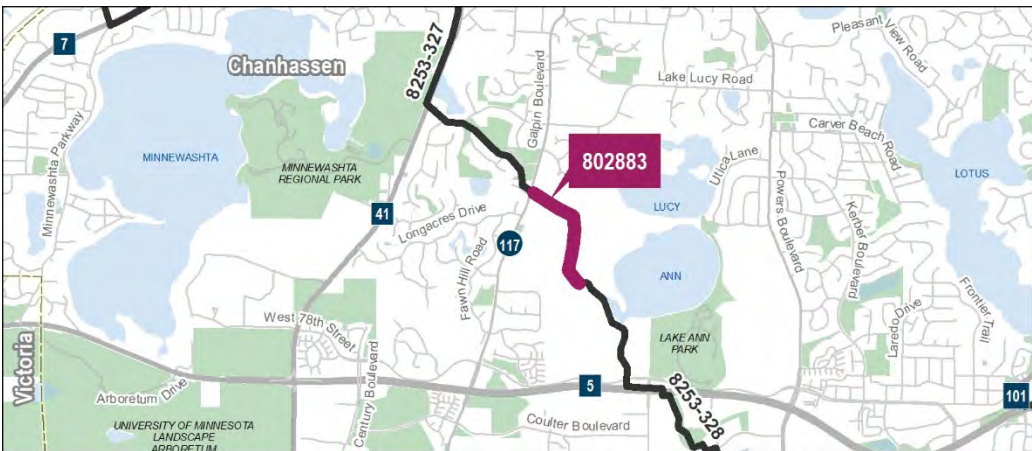 7
Chanhassen
Minnewashta Parkway
MINNEWASHTA
MINNEWASHTA
REGIONAL PARK
41
8253-327
Galpin Boulevard
Lake Lucy Road
Pleasant
View Road
802883
Carver Beach
Road
LOTUS
Utica Lane
LUCY
Powers Boulevard
Kerber Boulevard
Longacres Drive
117
Fawn Hill Road
ANN
LAKE ANN
PARK
Laredo Drive
Frontier Trail
West 78th
Street
Victoria
Arboretum Drive
Century Boulevard
5
8253-328
101
Coulter Boulevard
UNIVERSITY OF MINNESOTA
LANDSCAPE
ARBORETUM